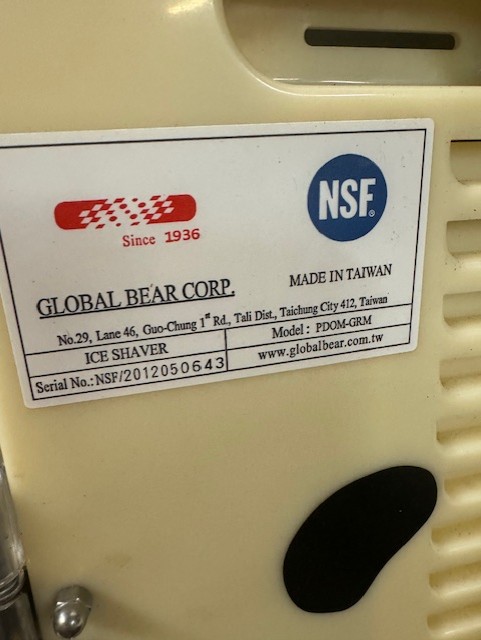 NSF®
Since 1936
GLOBAL BEAR CORP.
MADE IN TAIWAN
No.29, Lane 46, Guo-Chung 1st Rd., Tali Dist., Taichung City 412, Taiwan
ICE SHAVER
Model: PDOM-GRM
Serial No.:NSF/2012050643
www.globalbear.com.tw